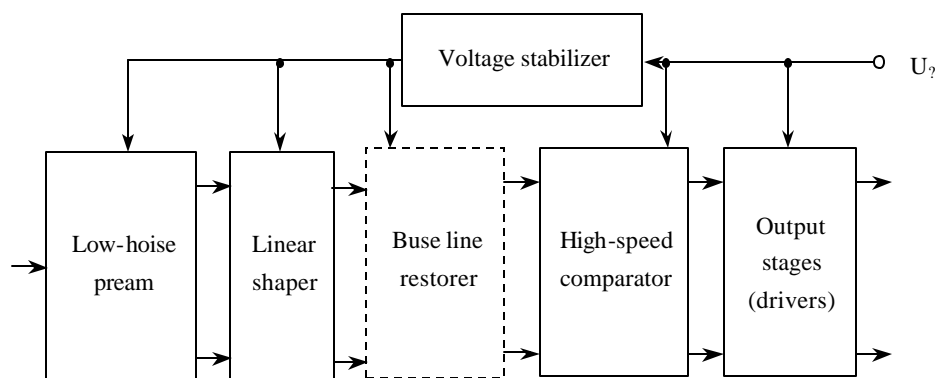 Voltage stabilizer
U?
Low-hoise
pream
Linear
shaper
Buse line
restorer
High-speed
comparator
Output
stages
(drivers)